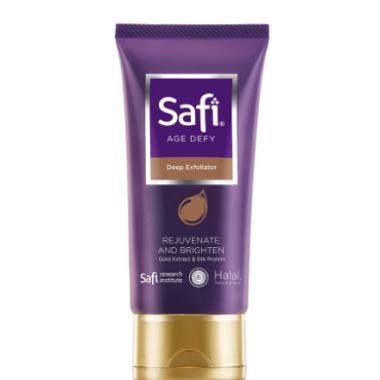 Safi®
AGE DEFY
Deep Exfoliator
REJUVENATE
AND BRIGHTEN
Gold Extract & Silk Protein
Safi research
institute
Halal,